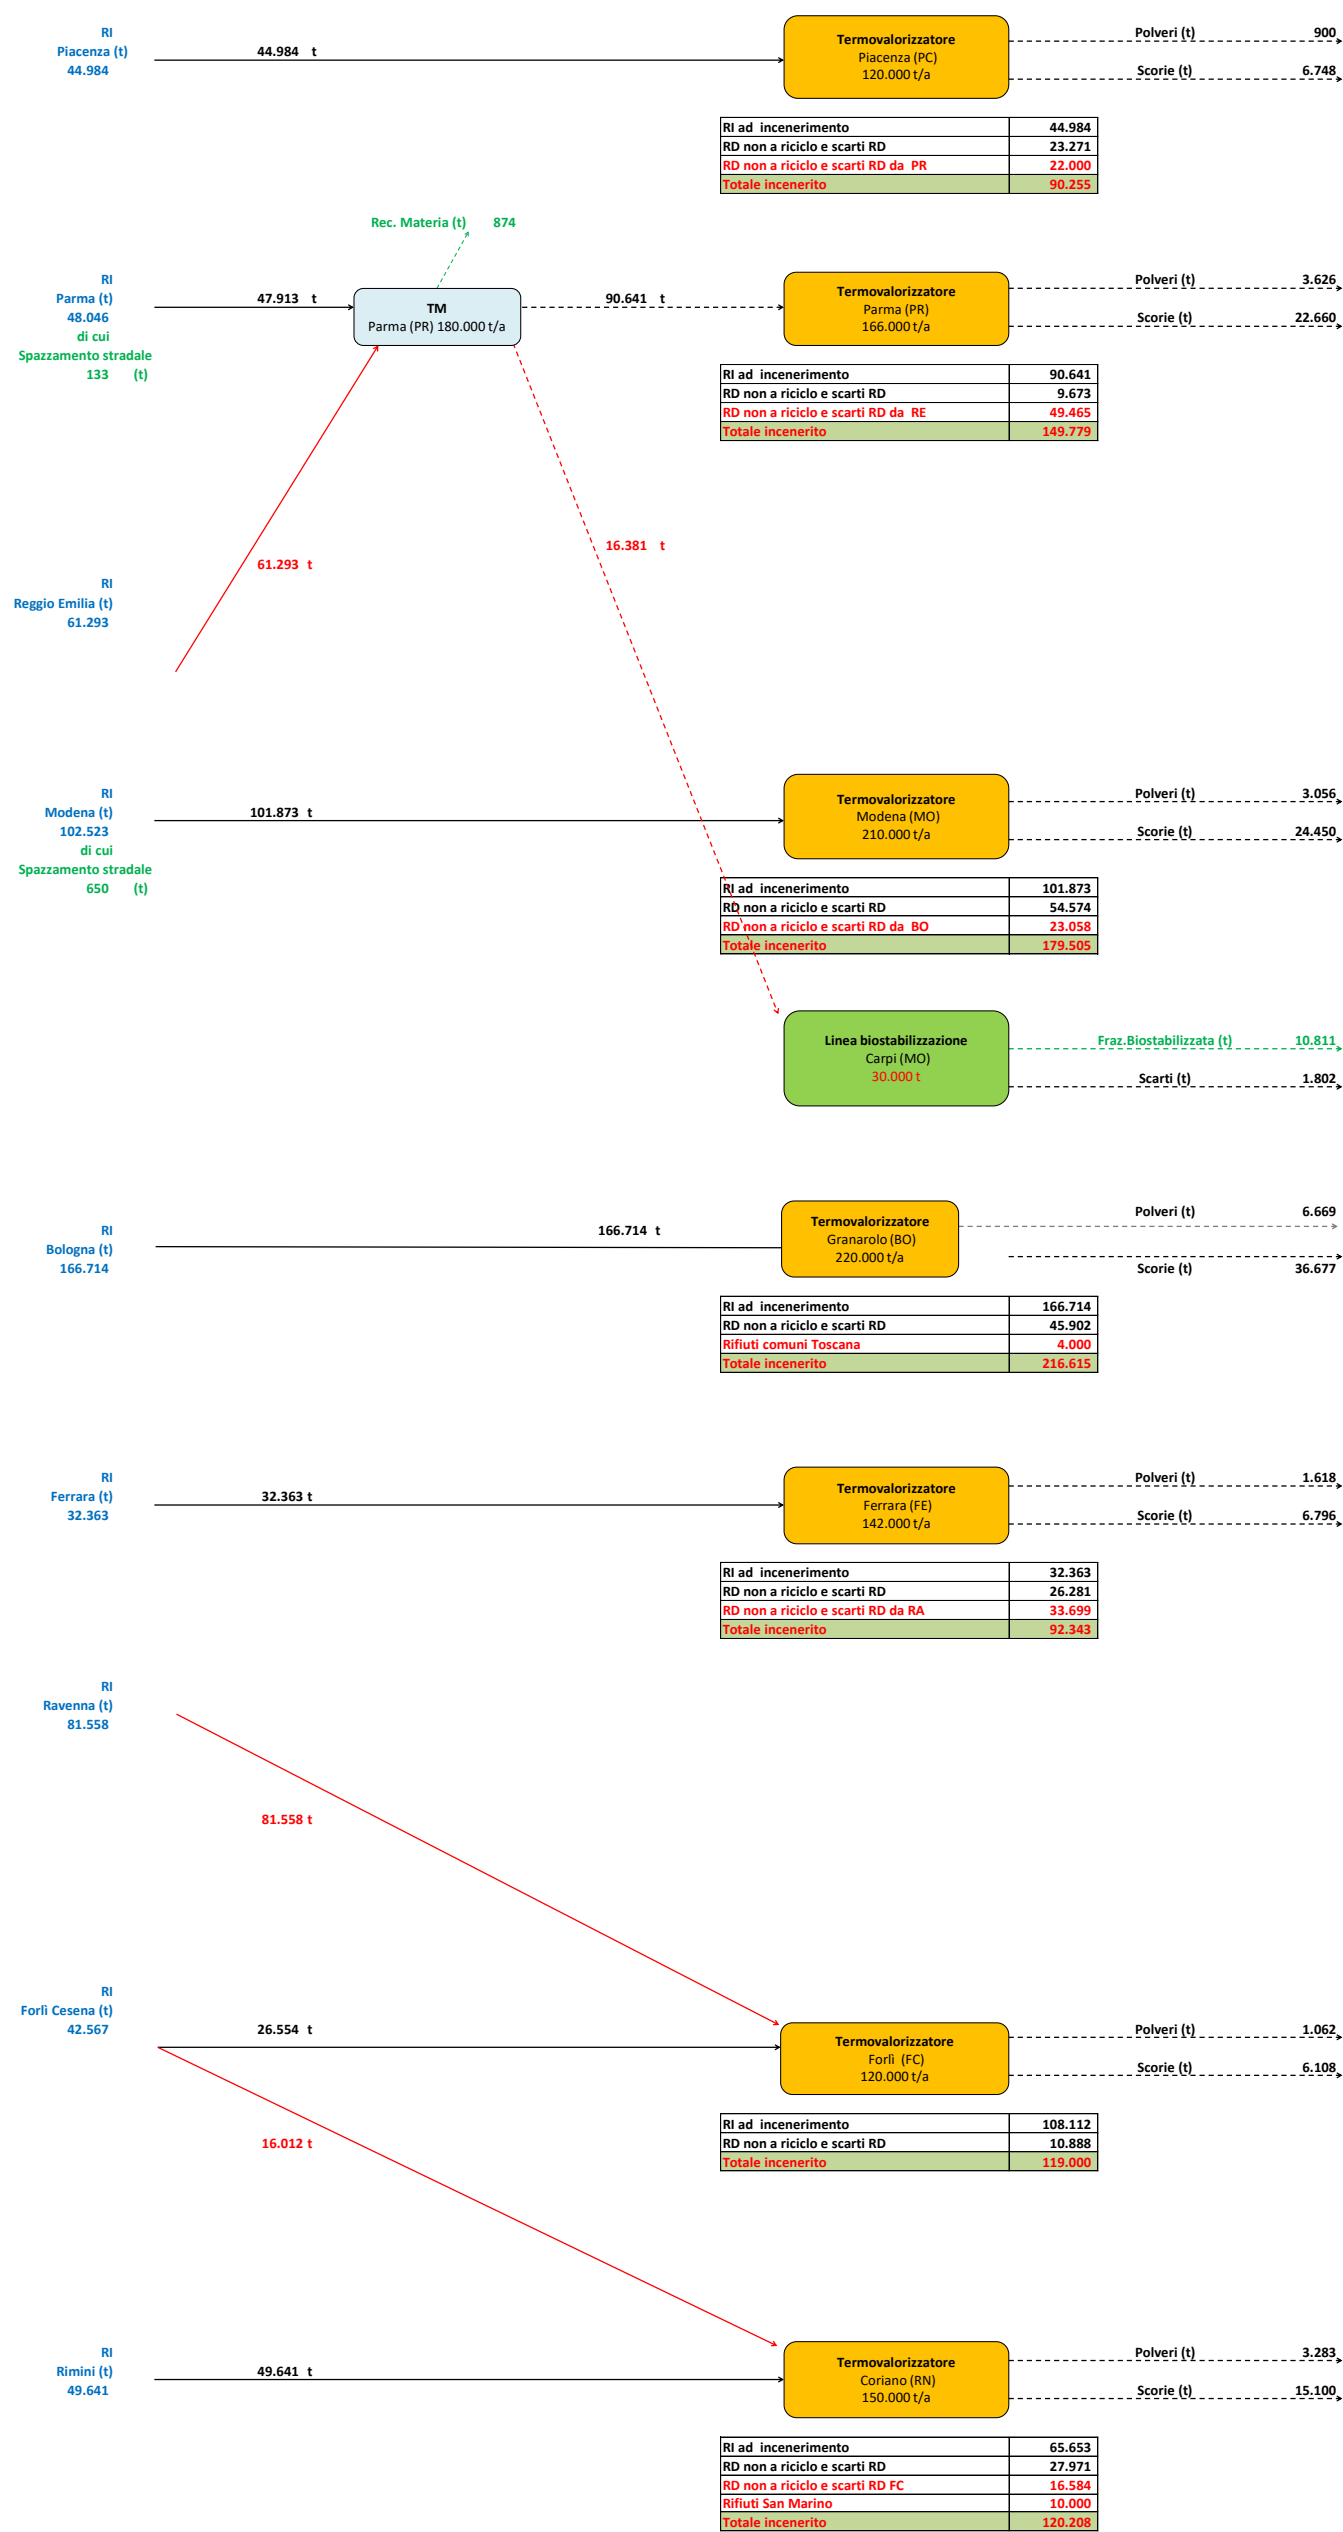 RI
Piacenza (t)
44.984
44.984 t
Termovalorizzatore
Piacenza (PC)
120.000 t/a
Polveri (t) 900
Scorie (t) 6.748
RI ad incenerimento 44.984
RD non a riciclo e scarti RD 23.271
RD non a riciclo e scarti RD da PR 22.000
Totale incenerito 90.255
Rec. Materia (t) 874
RI
Parma (t)
48.046
di cui
Spazzamento stradale
133 (t)
47.913 t
TM
Parma (PR) 180.000 t/a
90.641 t
Termovalorizzatore
Parma (PR)
166.000 t/a
Polveri (t) 3.626
Scorie (t) 22.660
RI ad incenerimento 90.641
RD non a riciclo e scarti RD 9.673
RD non a riciclo e scarti RD da RE 49.465
Totale incenerito 149.779
16.381 t
61.293 t
RI
Reggio Emilia (t)
61.293
RI
Modena (t)
102.523
di cui
Spazzamento stradale
650 (t)
101.873 t
Termovalorizzatore
Modena (MO)
210.000 t/a
Polveri (t) 3.056
Scorie (t) 24.450
RI ad incenerimento 101.873
RD non a riciclo e scarti RD 54.574
RD non a riciclo e scarti RD da BO 23.058
Totale incenerito 179.505
Linea biostabilizzazione
Carpi (MO)
30.000 t
Fraz.Biostabilizzata (t) 10.811
Scarti (t) 1.802
RI
Bologna (t)
166.714
166.714 t
Termovalorizzatore
Granarolo (BO)
220.000 t/a
Polveri (t) 6.669
Scorie (t) 36.677
RI ad incenerimento 166.714
RD non a riciclo e scarti RD 45.902
Rifiuti comuni Toscana 4.000
Totale incenerito 216.615
RI
Ferrara (t)
32.363
32.363 t
Termovalorizzatore
Ferrara (FE)
142.000 t/a
Polveri (t) 1.618
Scorie (t) 6.796
RI ad incenerimento 32.363
RD non a riciclo e scarti RD 26.281
RD non a riciclo e scarti RD da RA 33.699
Totale incenerito 92.343
RI
Ravenna (t)
81.558
81.558 t
RI
Forlì Cesena (t)
42.567
26.554 t
Termovalorizzatore
Forlì (FC)
120.000 t/a
Polveri (t) 1.062
Scorie (t) 6.108
RI ad incenerimento 108.112
RD non a riciclo e scarti RD 10.888
Totale incenerito 119.000
16.012 t
RI
Rimini (t)
49.641
49.641 t
Termovalorizzatore
Coriano (RN)
150.000 t/a
Polveri (t) 3.283
Scorie (t) 15.100
RI ad incenerimento 65.653
RD non a riciclo e scarti RD 27.971
RD non a riciclo e scarti RD FC 16.584
Rifiuti San Marino 10.000
Totale incenerito 120.208